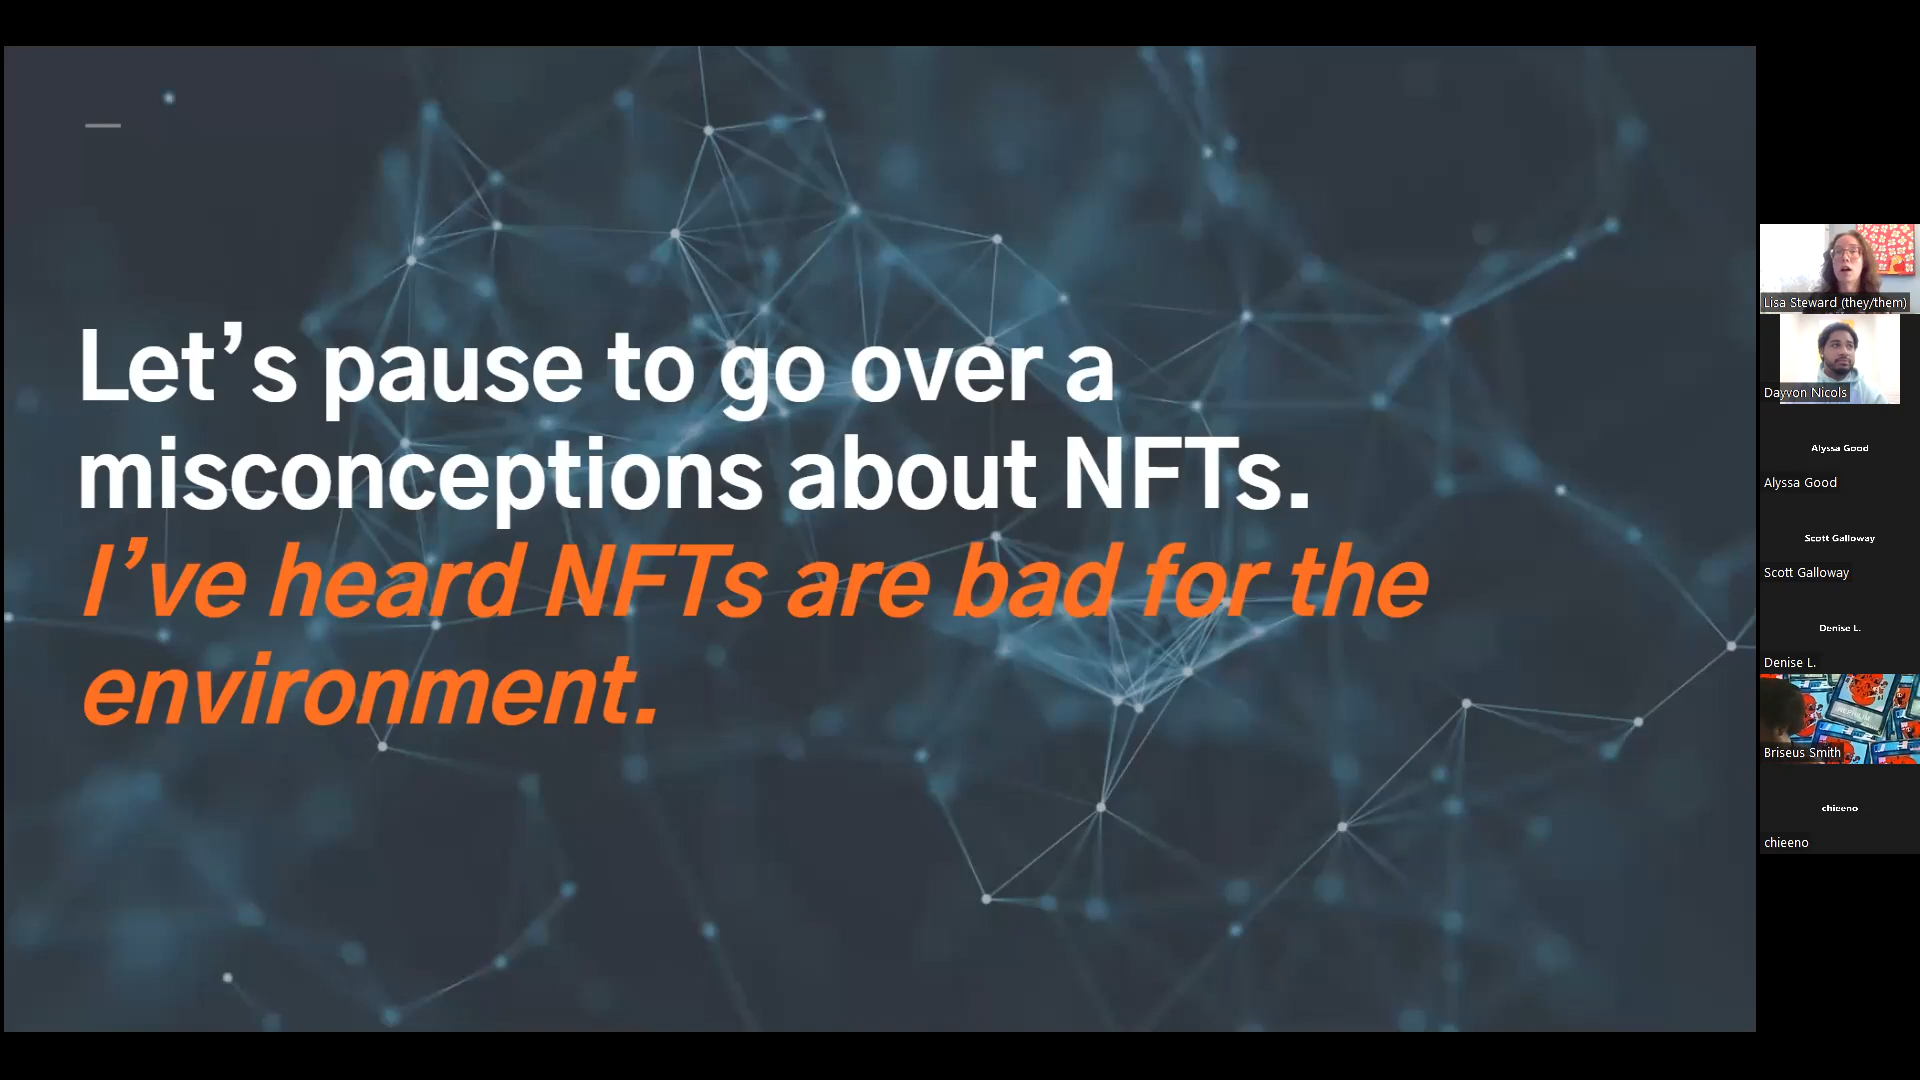 Let’s pause to go over a
misconceptions about NFTs.
I’ve heard NFTs are bad for the
environment.
Lisa Steward (they/them)
Dayvon Nicols
Alyssa Good
Alyssa Good
Scott Galloway
Scott Galloway
Denise L.
Denise L.
Briseus Smith
chieeno
chieeno